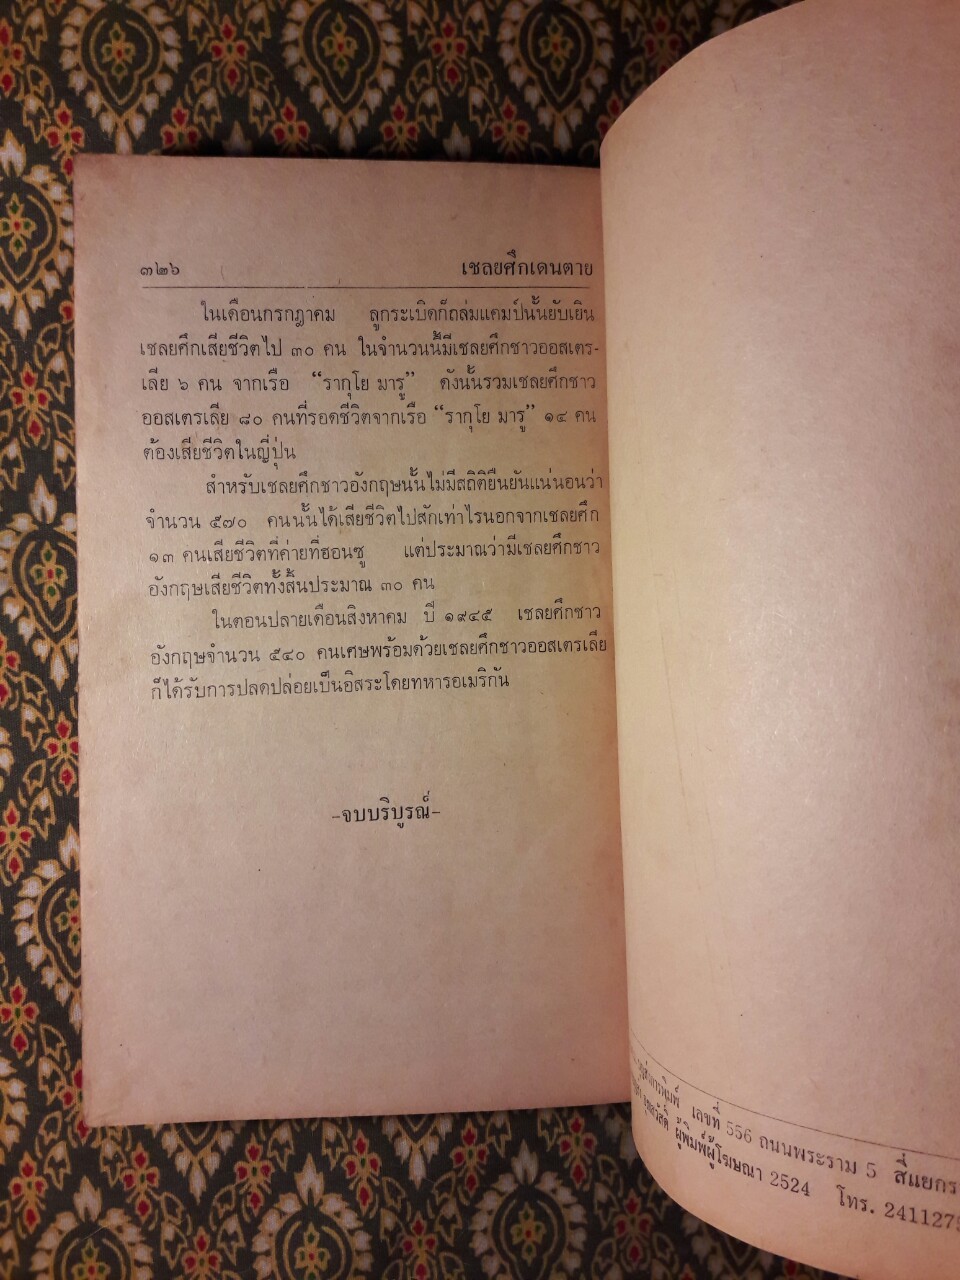 ๓๒๖ เชลยศึกเดนตาย
ในเดือนกรกฎาคม ลูกระเบิดก็ถล่มแคมป์นั้นยับเยิน
เชลยศึกเสียชีวิตไป ๓๐ คน ในจำนวนนี้มีเชลยศึกชาวออสเตร-
เลีย ๖ คน จากเรือ “รากุโย มารู” ดังนั้นรวมเชลยศึกชาว
ออสเตรเลีย ๘๐ คนที่รอดชีวิตจากเรือ “รากุโย มารู” ๑๔ คน
ต้องเสียชีวิตในญี่ปุ่น
สำหรับเชลยศึกชาวอังกฤษนั้นไม่มีสถิติยืนยันแน่นอนว่า
จำนวน ๕๗๐ คนนั้นได้เสียชีวิตไปสักเท่าไรนอกจากเชลยศึก
๑๓ คนเสียชีวิตที่ค่ายที่ฮอนซู แต่ประมาณว่ามีเชลยศึกชาว
อังกฤษเสียชีวิตทั้งสิ้นประมาณ ๓๐ คน
ในตอนปลายเดือนสิงหาคม ปี ๑๙๔๕ เชลยศึกชาว
อังกฤษจำนวน ๕๔๐ คนเศษพร้อมด้วยเชลยศึกชาวออสเตรเลีย
ก็ได้รับการปลดปล่อยเป็นอิสระโดยทหารอเมริกัน
-จบบริบูรณ์-
เลขที่ 556 ถนนพระราม 5 สี่แยก
ผู้พิมพ์ผู้โฆษณา 2524 โทร. 241127